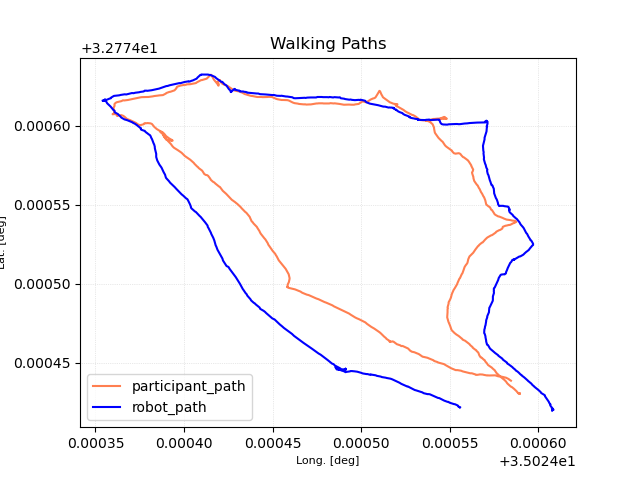 Walking Paths
+3.2774e1
0.00060
0.00055
0.00050
0.00045
Lat. [deg]
participant_path
robot_path
0.00035 0.00040 0.00045 0.00050 0.00055 0.00060
Long. [deg]
+3.5024e1